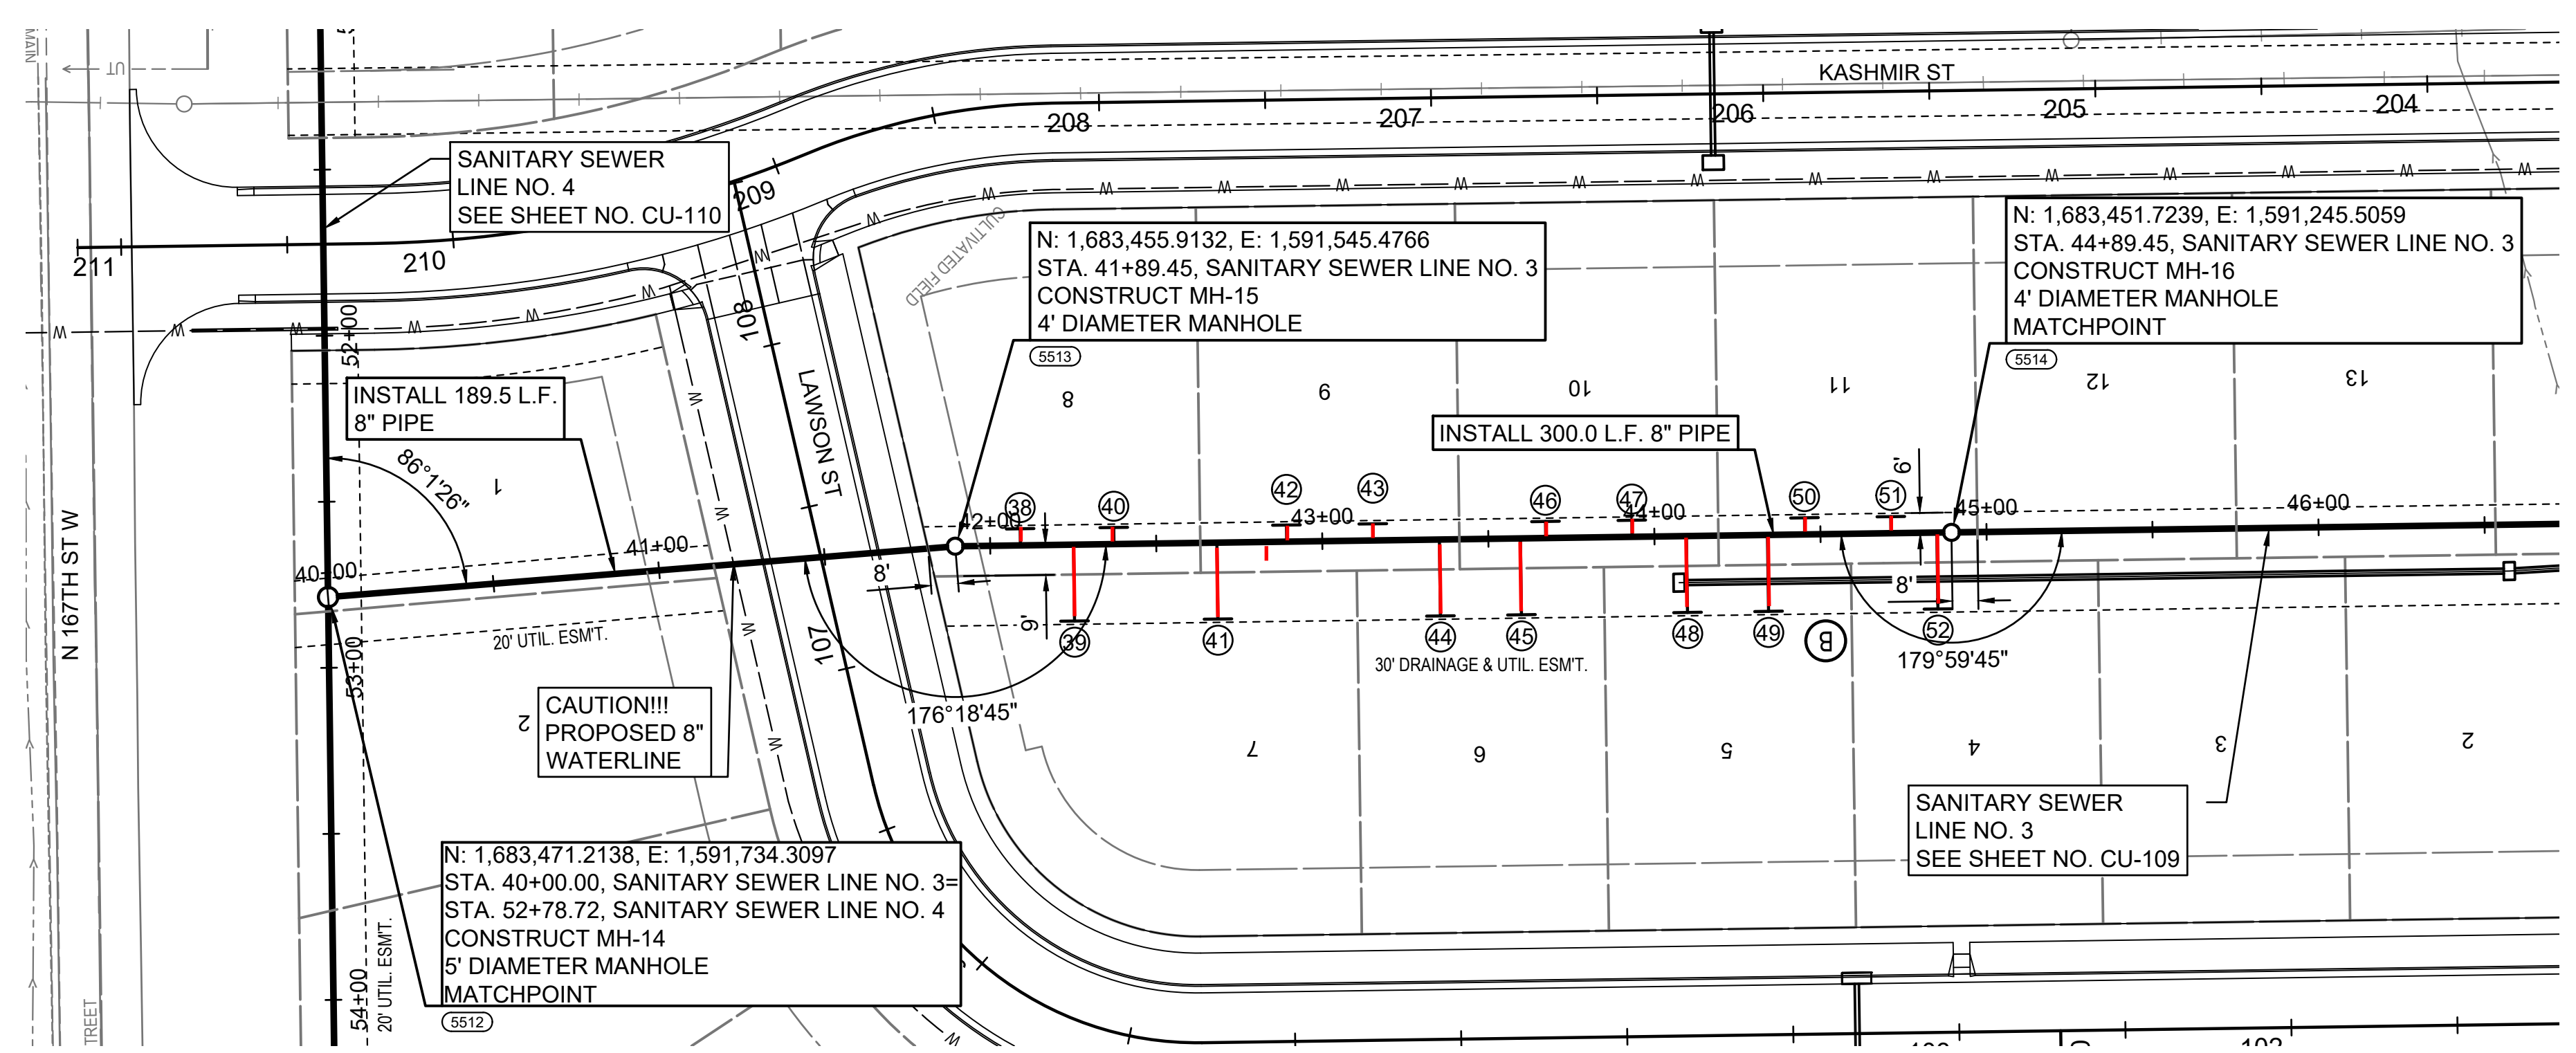 MAIN
UT
KASHMIR ST
211
210
209
208
207
206
205
204
SANITARY SEWER
LINE NO. 4
SEE SHEET NO. CU-110
CULTIVATED FIELD
N: 1,683,455.9132, E: 1,591,545.4766
STA. 41+89.45, SANITARY SEWER LINE NO. 3
CONSTRUCT MH-15
4' DIAMETER MANHOLE
5513
N: 1,683,451.7239, E: 1,591,245.5059
STA. 44+89.45, SANITARY SEWER LINE NO. 3
CONSTRUCT MH-16
4' DIAMETER MANHOLE
MATCHPOINT
5514
W W W W W W W W W W W W W W W W W W W W W
52+00
108
LAWSON ST
107
INSTALL 189.5 L.F.
8" PIPE
INSTALL 300.0 L.F. 8" PIPE
86°1'26"
1
8
9
10
11
12
13
N 167TH ST W
40+00
41+00
42+00
43+00
44+00
45+00
46+00
38
40
42
43
46
47
50
51
39
41
44
45
48
49
52
8'
6'
6'
8'
B
20' UTIL. ESM'T.
30' DRAINAGE & UTIL. ESM'T.
176°18'45"
179°59'45"
53+00
2
CAUTION!!!
PROPOSED 8"
WATERLINE
7
6
5
4
3
2
SANITARY SEWER
LINE NO. 3
SEE SHEET NO. CU-109
N: 1,683,471.2138, E: 1,591,734.3097
STA. 40+00.00, SANITARY SEWER LINE NO. 3=
STA. 52+78.72, SANITARY SEWER LINE NO. 4
CONSTRUCT MH-14
5' DIAMETER MANHOLE
MATCHPOINT
5512
54+00
20' UTIL. ESM'T.
TREET